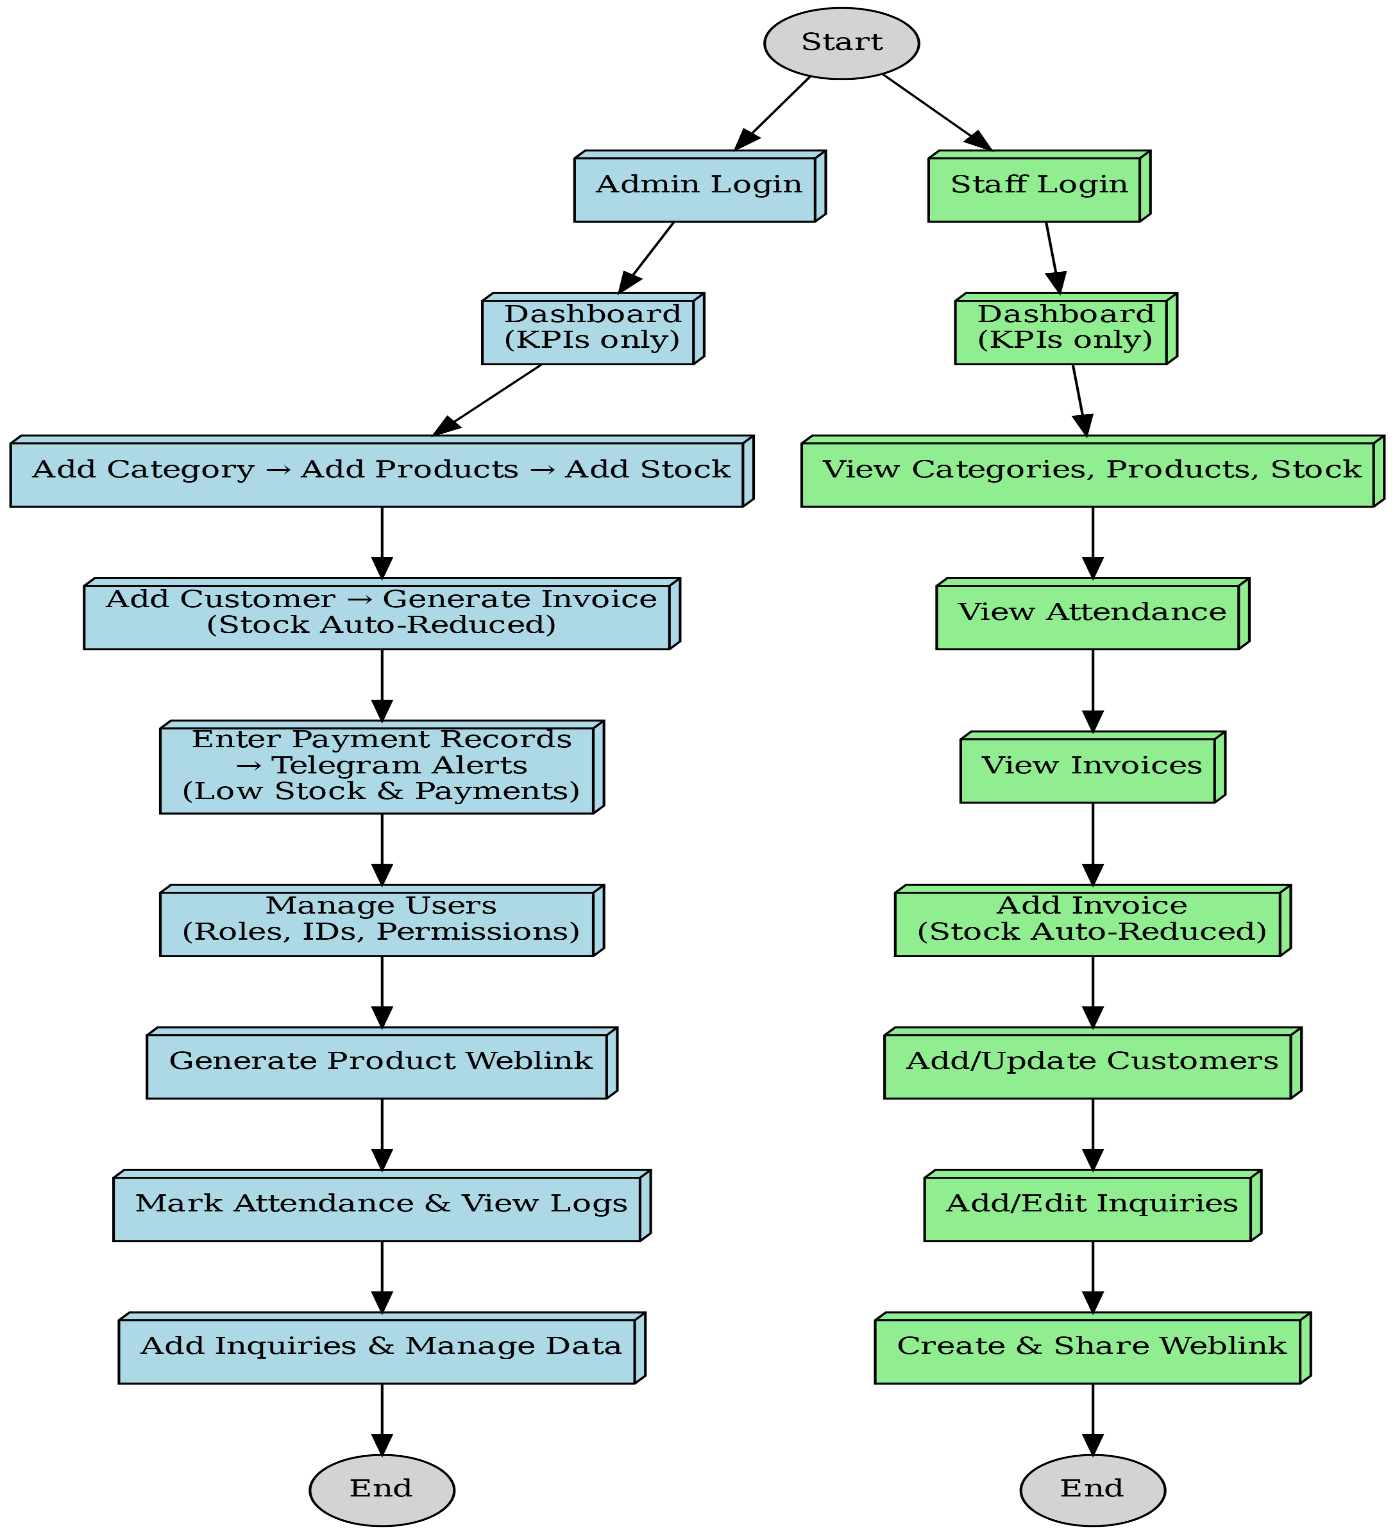 Start
Admin Login
Staff Login
Dashboard
(KPIs only)
Dashboard
(KPIs only)
Add Category → Add Products → Add Stock
View Categories, Products, Stock
Add Customer → Generate Invoice
(Stock Auto-Reduced)
View Attendance
Enter Payment Records
→ Telegram Alerts
(Low Stock & Payments)
View Invoices
Manage Users
(Roles, IDs, Permissions)
Add Invoice
(Stock Auto-Reduced)
Generate Product Weblink
Add/Update Customers
Mark Attendance & View Logs
Add/Edit Inquiries
Add Inquiries & Manage Data
Create & Share Weblink
End
End